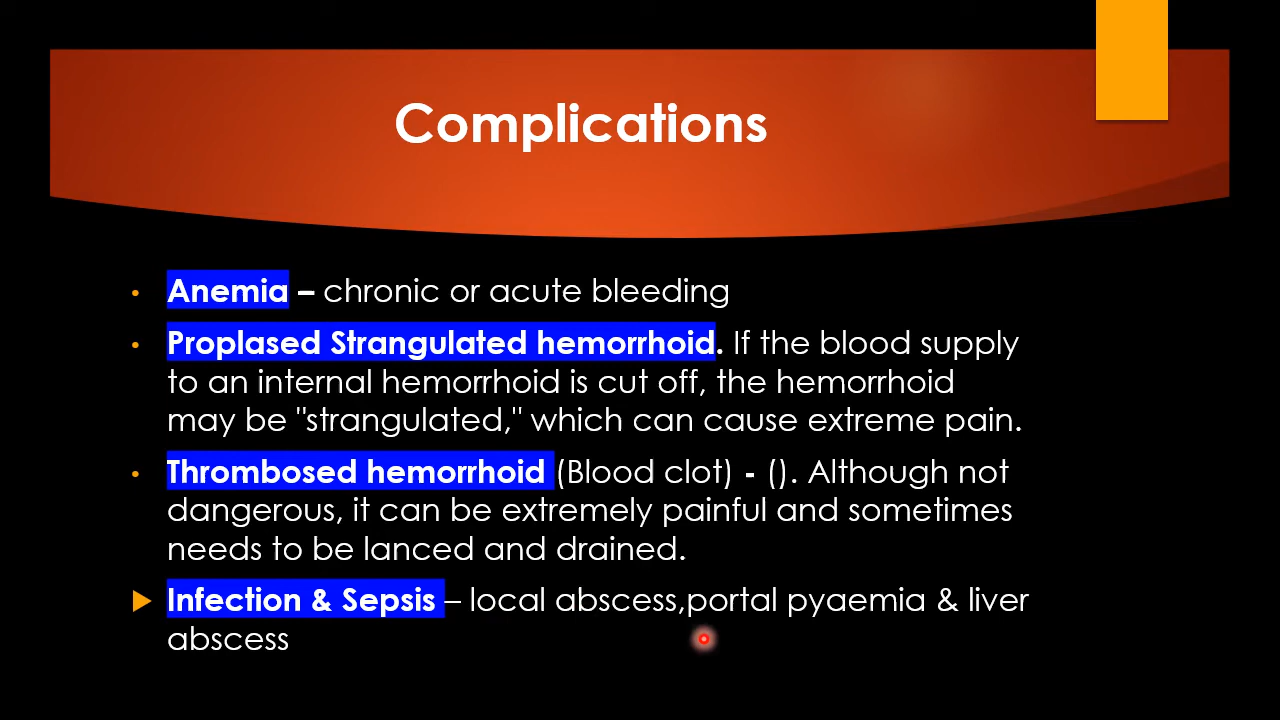 Complications
• Anemia – chronic or acute bleeding
• Proplased Strangulated hemorrhoid. If the blood supply
to an internal hemorrhoid is cut off, the hemorrhoid
may be "strangulated," which can cause extreme pain.
• Thrombosed hemorrhoid (Blood clot) - (). Although not
dangerous, it can be extremely painful and sometimes
needs to be lanced and drained.
Infection & Sepsis – local abscess,portal pyaemia & liver
abscess